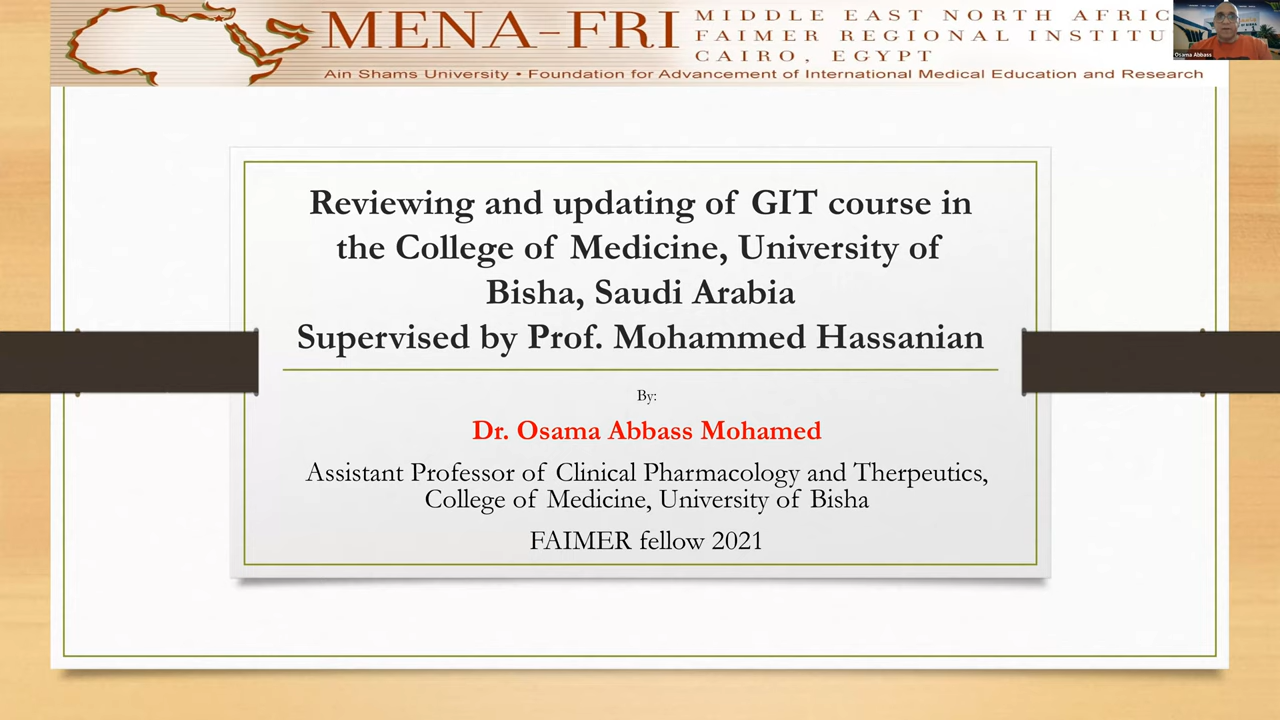 MENA-FRI
MIDDLE EAST NORTH AFRIC
FAIMER REGIONAL INSTITU
CAIRO, EGYPT
Ain Shams University • Foundation for Advancement of International Medical Education and Research
Osama Abbass
Reviewing and updating of GIT course in
the College of Medicine, University of
Bisha, Saudi Arabia
Supervised by Prof. Mohammed Hassanian
By:
Dr. Osama Abbass Mohamed
Assistant Professor of Clinical Pharmacology and Therpeutics,
College of Medicine, University of Bisha
FAIMER fellow 2021